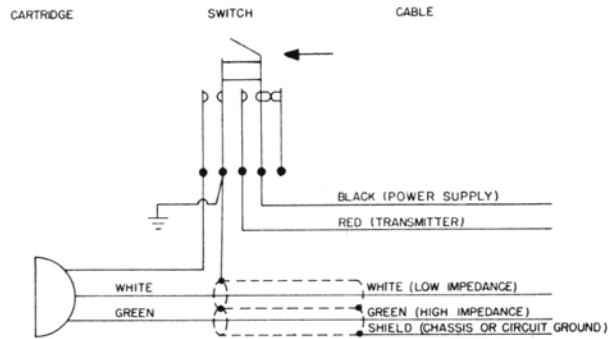 CARTRIDGE SWITCH CABLE
BLACK (POWER SUPPLY)
RED (TRANSMITTER)
WHITE WHITE (LOW IMPEDANCE)
GREEN GREEN (HIGH IMPEDANCE)
SHIELD (CHASSIS OR CIRCUIT GROUND)